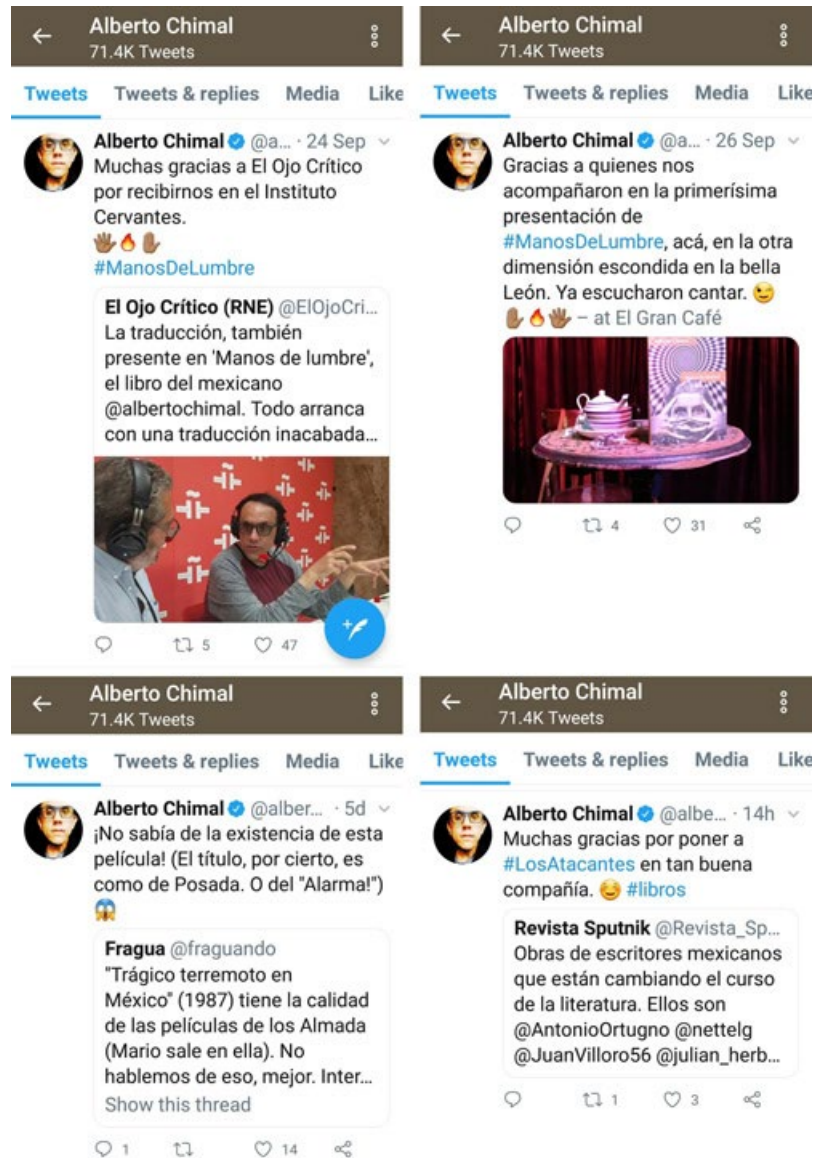 Alberto Chimal
71.4K Tweets
Tweets Tweets & replies Media Like
Alberto Chimal @a... · 24 Sep
Muchas gracias a El Ojo Crítico
por recibirnos en el Instituto
Cervantes.
🖐🏽🔥✋🏽
#ManosDeLumbre
El Ojo Crítico (RNE) @ElOjoCri...
La traducción, también
presente en 'Manos de lumbre',
el libro del mexicano
@albertochimal. Todo arranca
con una traducción inacabada...
5 47
Alberto Chimal
71.4K Tweets
Tweets Tweets & replies Media Like
Alberto Chimal @a... · 26 Sep
Gracias a quienes nos
acompañaron en la primerísima
presentación de
#ManosDeLumbre, acá, en la otra
dimensión escondida en la bella
León. Ya escucharon cantar. 😉
✋🏽🔥🖐🏽 – at El Gran Café
4 31
Alberto Chimal
71.4K Tweets
Tweets Tweets & replies Media Like
Alberto Chimal @alber... · 5d
¡No sabía de la existencia de esta
película! (El título, por cierto, es
como de Posada. O del "Alarma!")
😱
Fragua @fraguando
"Trágico terremoto en
México" (1987) tiene la calidad
de las películas de los Almada
(Mario sale en ella). No
hablemos de eso, mejor. Inter...
Show this thread
1 14
Alberto Chimal
71.4K Tweets
Tweets Tweets & replies Media Like
Alberto Chimal @albe... · 14h
Muchas gracias por poner a
#LosAtacantes en tan buena
compañía. ☺️ #libros
Revista Sputnik @Revista_Sp...
Obras de escritores mexicanos
que están cambiando el curso
de la literatura. Ellos son
@AntonioOrtugno @nettelg
@JuanVilloro56 @julian_herb...
1 3